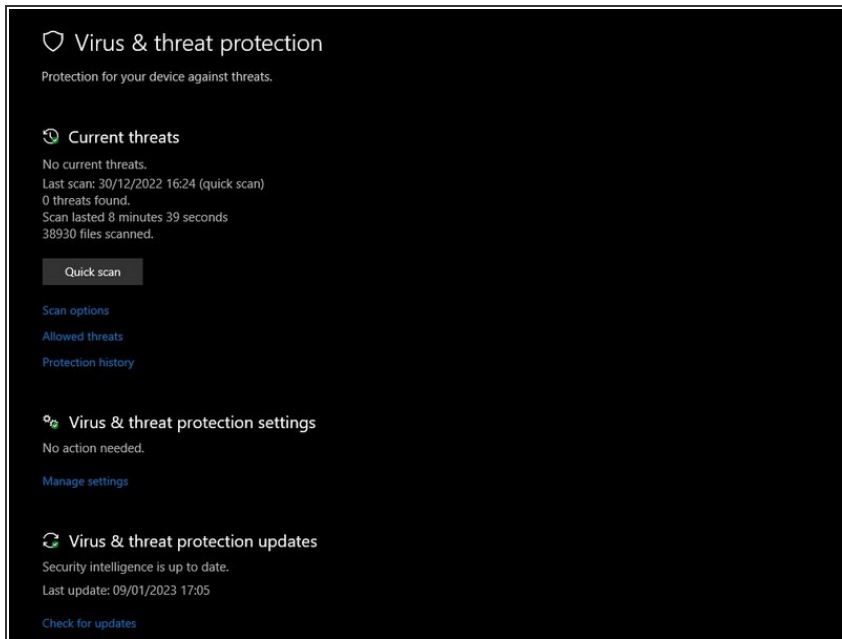 Virus & threat protection
Protection for your device against threats.
Current threats
No current threats.
Last scan: 30/12/2022 16:24 (quick scan)
0 threats found.
Scan lasted 8 minutes 39 seconds
38930 files scanned.
Quick scan
Scan options
Allowed threats
Protection history
Virus & threat protection settings
No action needed.
Manage settings
Virus & threat protection updates
Security intelligence is up to date.
Last update: 09/01/2023 17:05
Check for updates